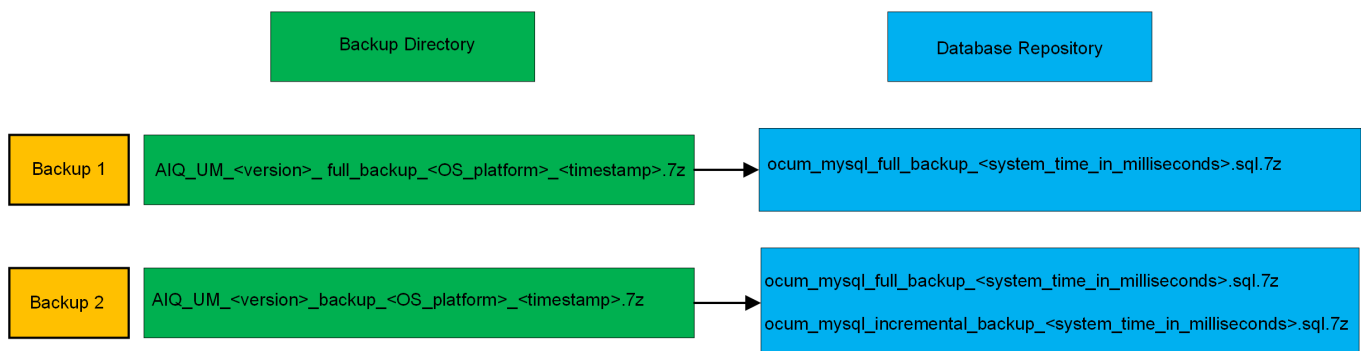 Backup Directory
Database Repository
Backup 1
AIQ_UM_<version>_ full_backup_<OS_platform>_<timestamp>.7z
ocum_mysql_full_backup_<system_time_in_milliseconds>.sql.7z
Backup 2
AIQ_UM_<version>_backup_<OS_platform>_<timestamp>.7z
ocum_mysql_full_backup_<system_time_in_milliseconds>.sql.7z
ocum_mysql_incremental_backup_<system_time_in_milliseconds>.sql.7z